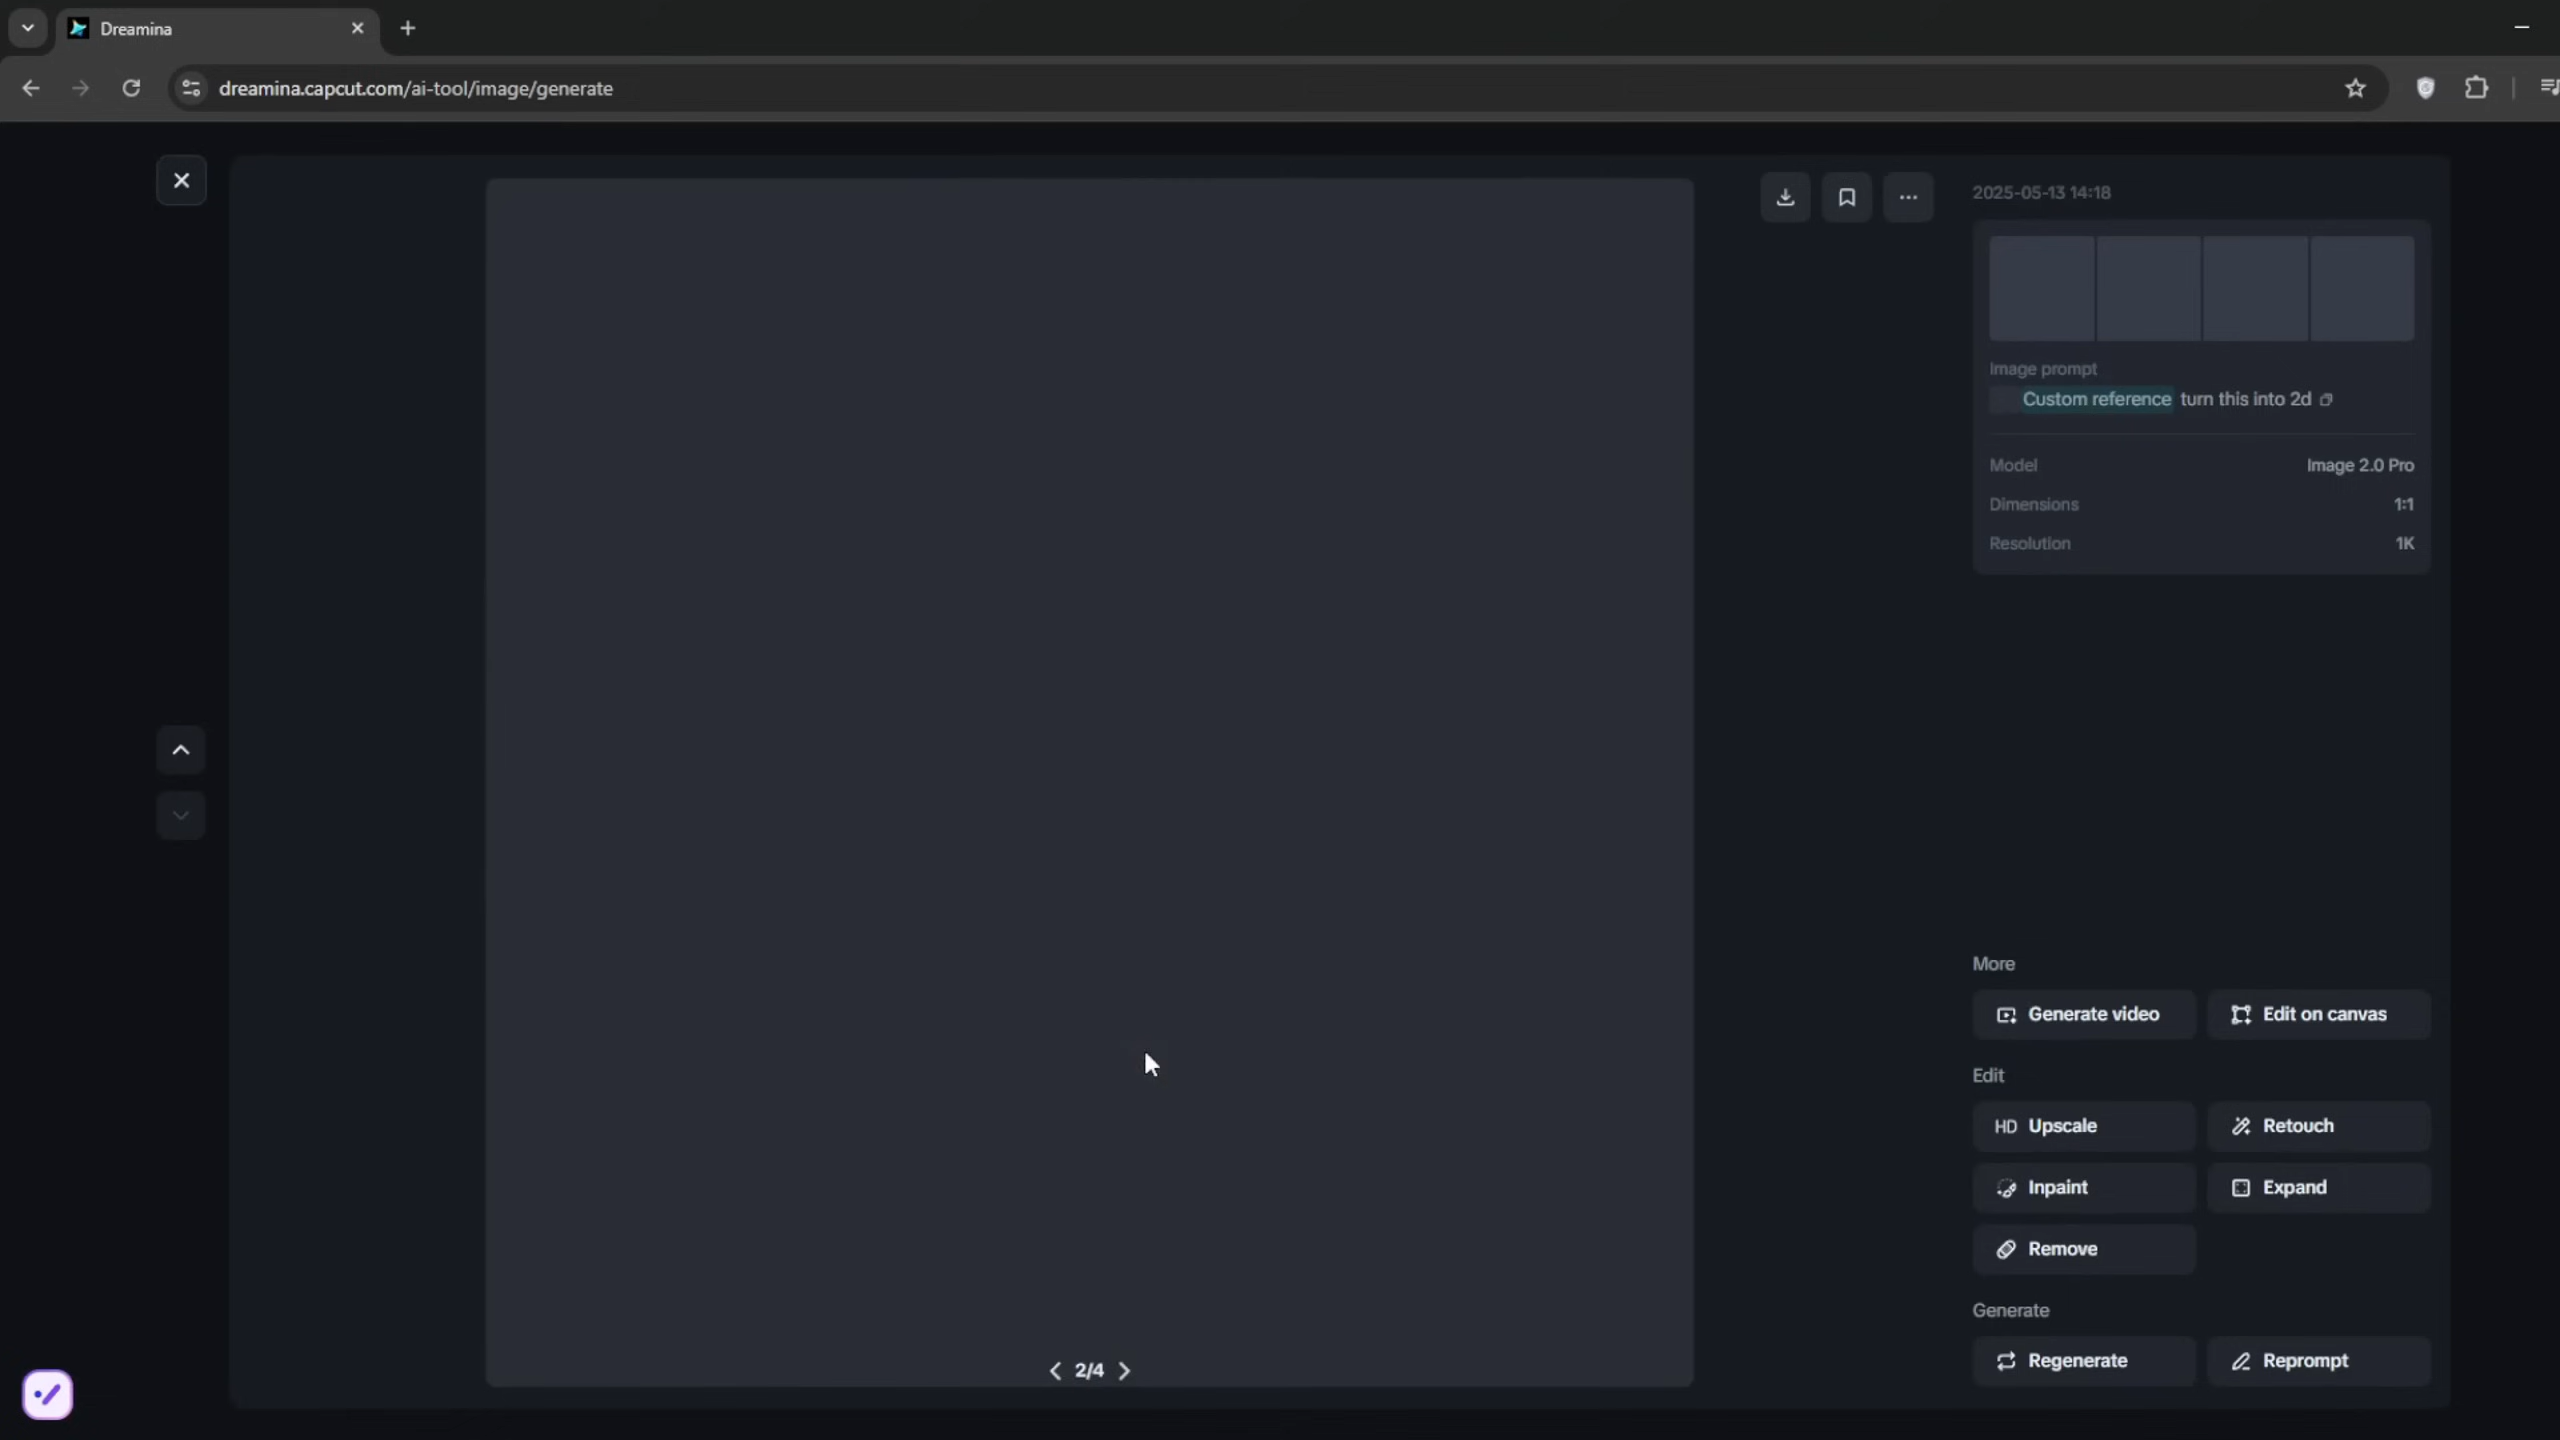 Dreamina
dreamina.capcut.com/ai-tool/image/generate
2025-05-13 14:18
Image prompt
Custom reference turn this into 2d
Model Image 2.0 Pro
Dimensions 1:1
Resolution 1K
More
Generate video Edit on canvas
Edit
HD Upscale Retouch
Inpaint Expand
Remove
Generate
Regenerate Reprompt
2/4